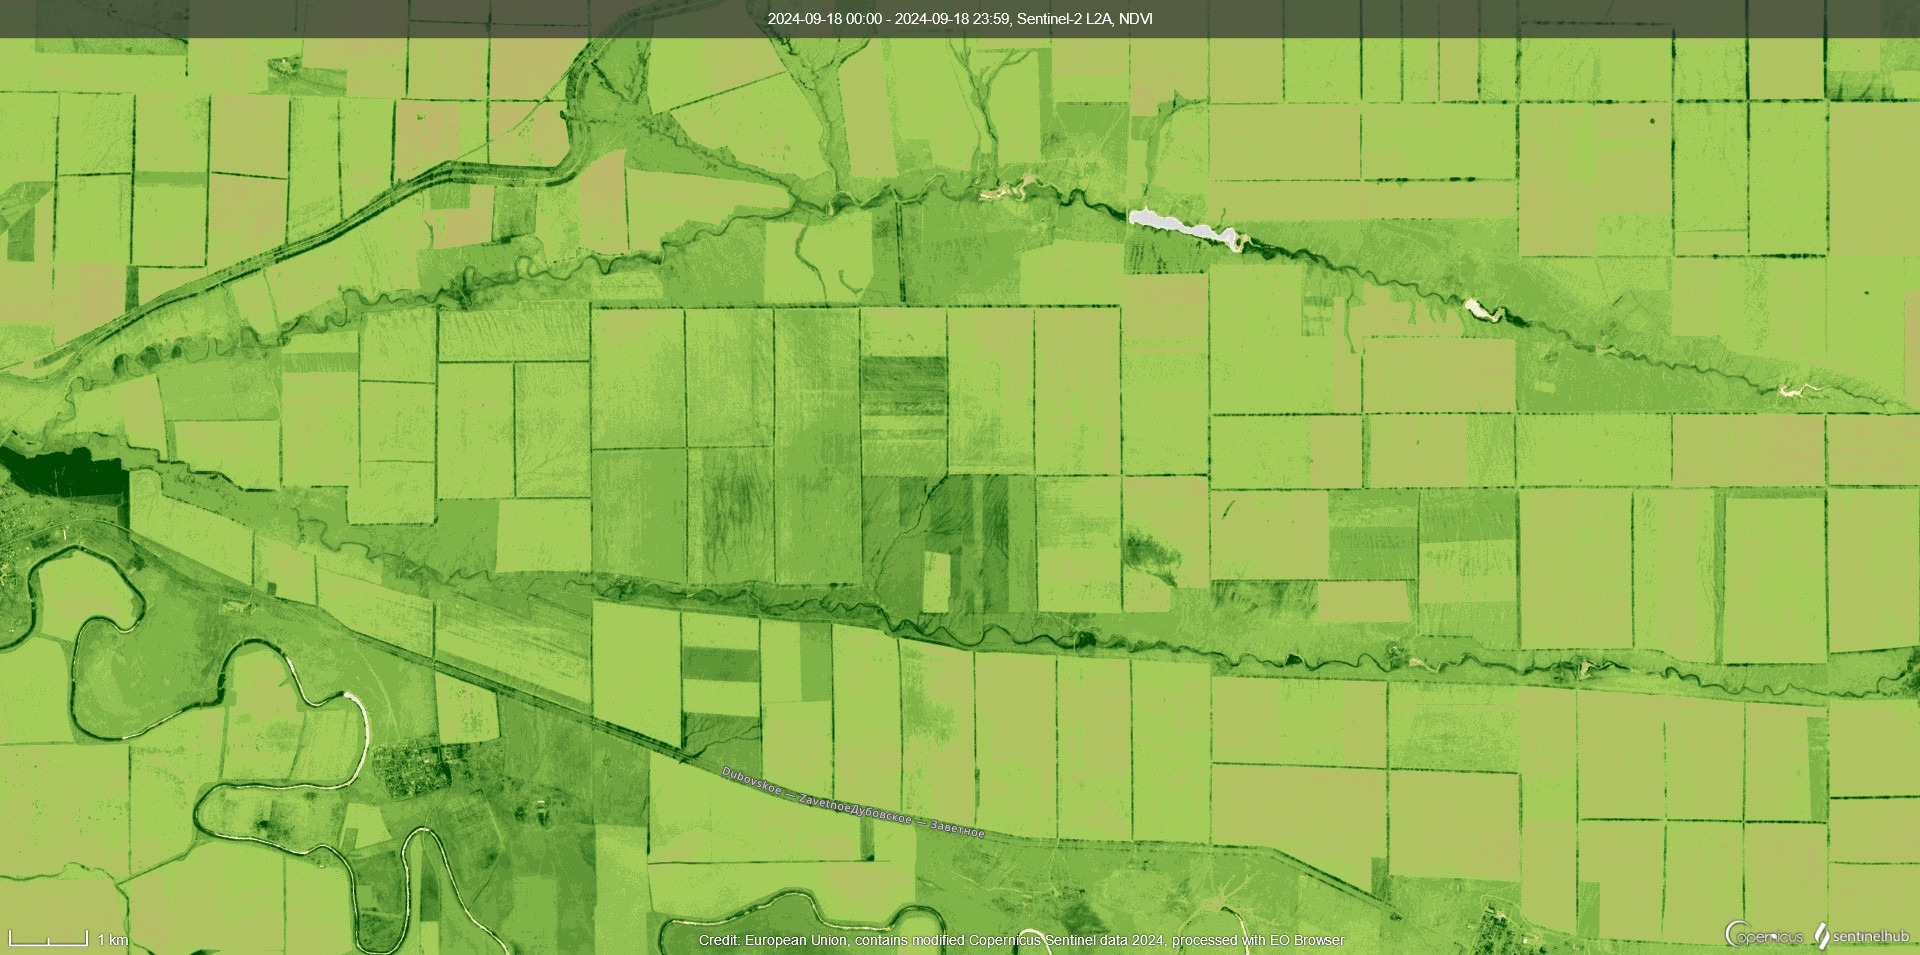 2024-09-18 00:00 - 2024-09-18 23:59, Sentinel-2 L2A, NDVI
Dubovskoe — ZavetnoeДубовское — Заветное
1 km
Credit: European Union, contains modified Copernicus Sentinel data 2024, processed with EO Browser
Copernicus
sentinelhub